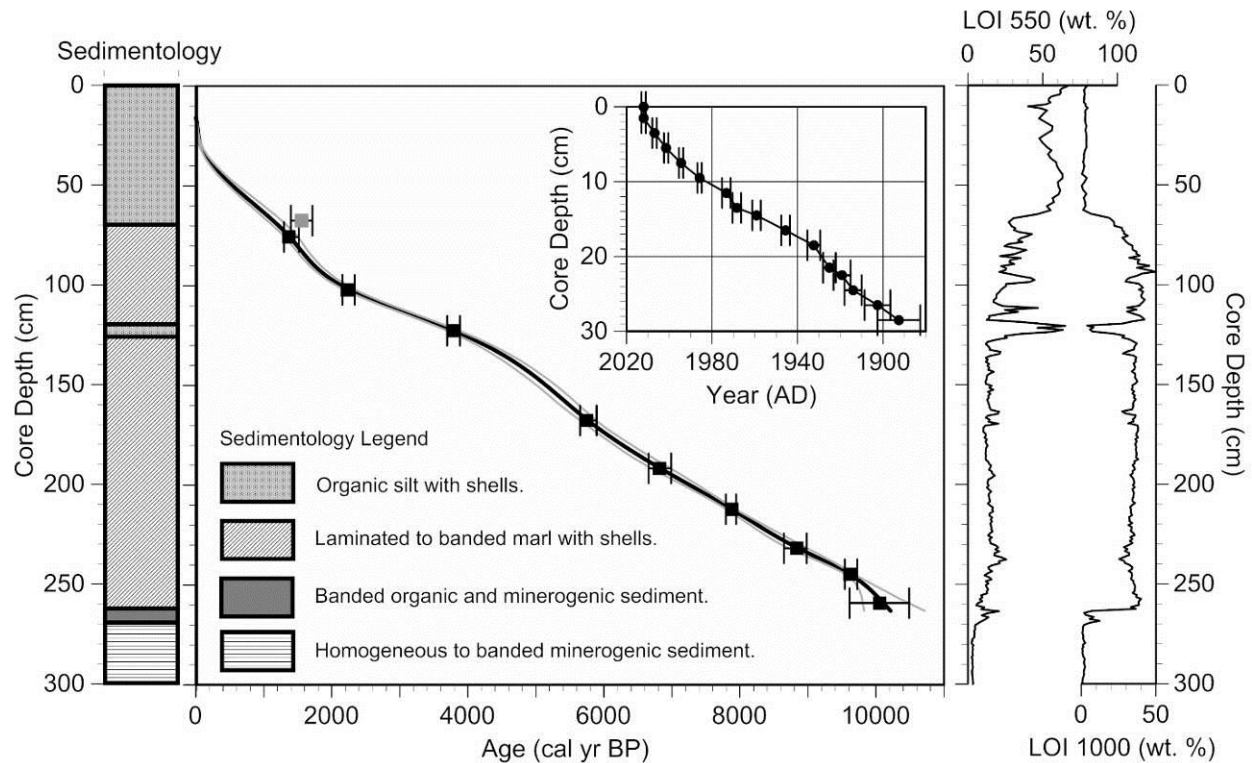 LOI 550 (wt. %)
Sedimentology
0 60 120
0
50
100
150
200
250
300
Core Depth (cm)
0
10
20
30
Core Depth (cm)
2020 1980 1940 1900
Year (AD)
Sedimentology Legend
Organic silt with shells.
Laminated to banded marl with shells.
Banded organic and minerogenic sediment.
Homogeneous to banded minerogenic sediment.
0 2000 4000 6000 8000 10000
Age (cal yr BP)
0
50
100
150
200
250
300
Core Depth (cm)
0 50
LOI 1000 (wt. %)